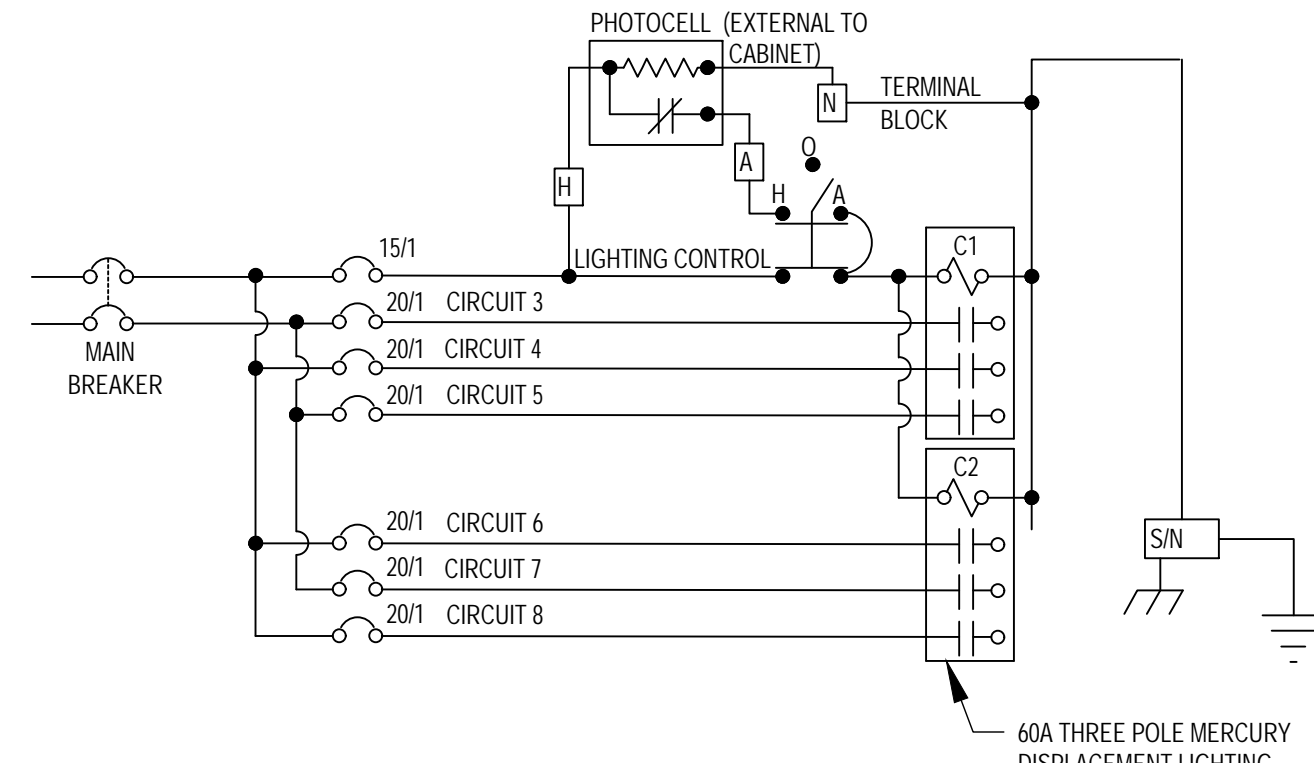 PHOTOCELL (EXTERNAL TO
CABINET)
N
TERMINAL
BLOCK
A
O
H
H
A
15/1
LIGHTING CONTROL
C1
20/1 CIRCUIT 3
20/1 CIRCUIT 4
20/1 CIRCUIT 5
MAIN
BREAKER
C2
20/1 CIRCUIT 6
20/1 CIRCUIT 7
20/1 CIRCUIT 8
S/N
60A THREE POLE MERCURY
DISPLACEMENT LIGHTING